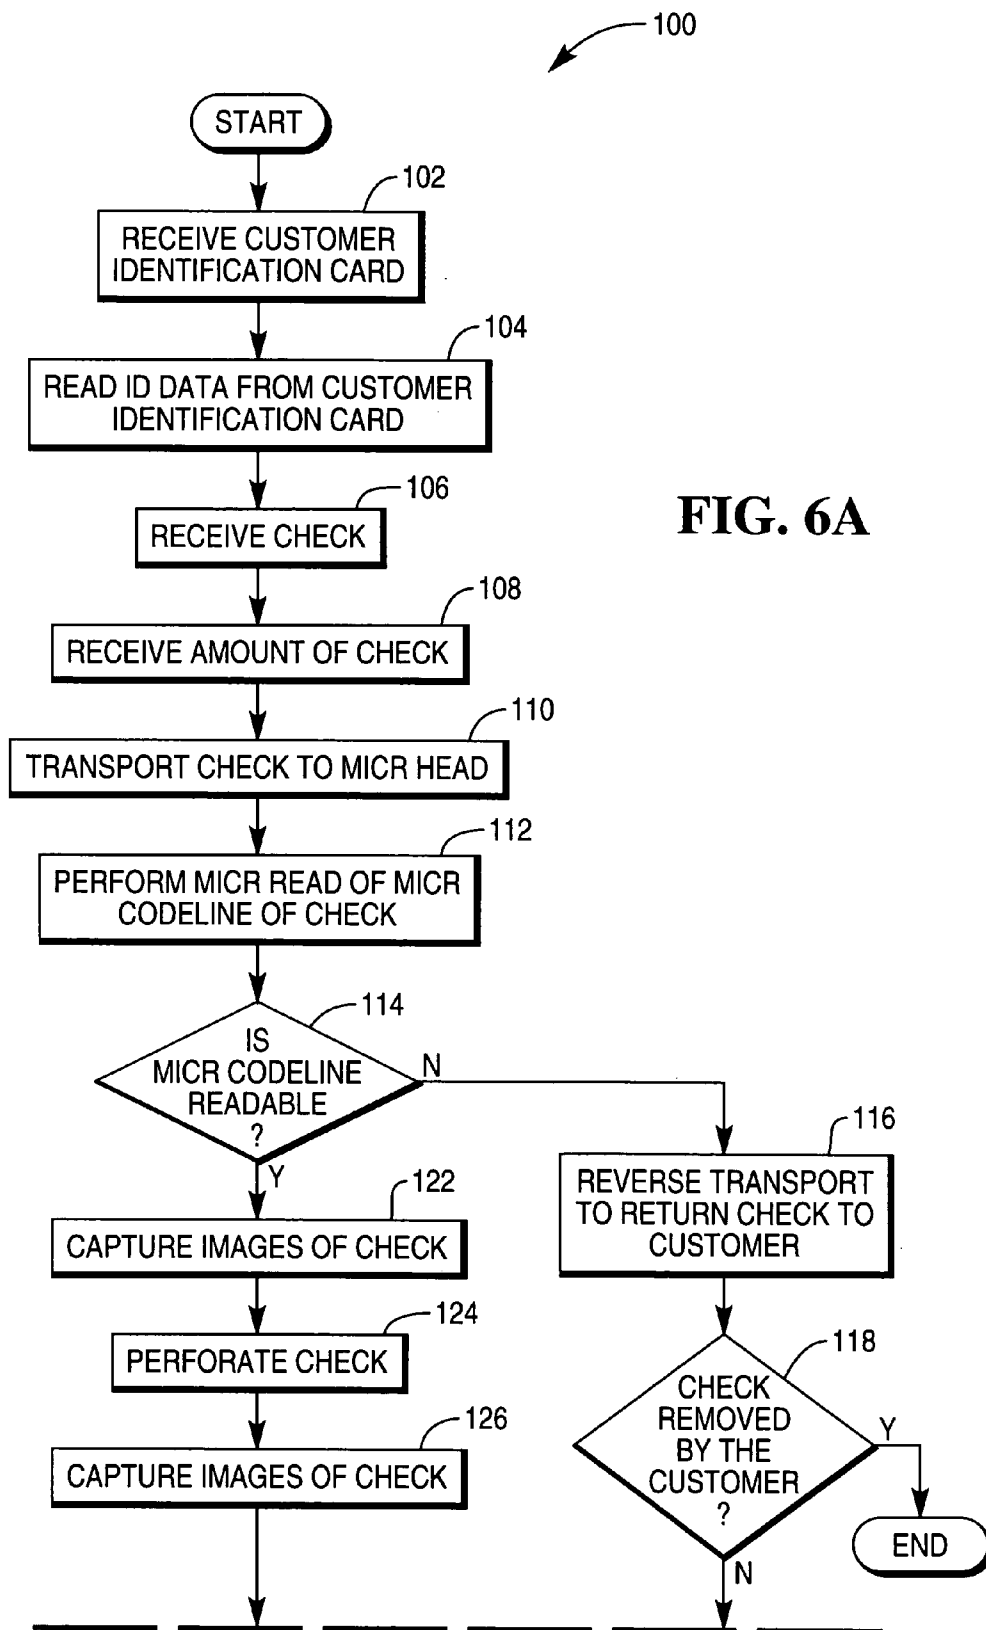 100
START
102
RECEIVE CUSTOMER
IDENTIFICATION CARD
104
READ ID DATA FROM CUSTOMER
IDENTIFICATION CARD
106
RECEIVE CHECK
FIG. 6A
108
RECEIVE AMOUNT OF CHECK
110
TRANSPORT CHECK TO MICR HEAD
112
PERFORM MICR READ OF MICR
CODELINE OF CHECK
114
IS
MICR CODELINE
READABLE
?
N
Y
116
REVERSE TRANSPORT
TO RETURN CHECK TO
CUSTOMER
122
CAPTURE IMAGES OF CHECK
124
PERFORATE CHECK
118
CHECK
REMOVED
BY THE
CUSTOMER
?
Y
N
126
CAPTURE IMAGES OF CHECK
END